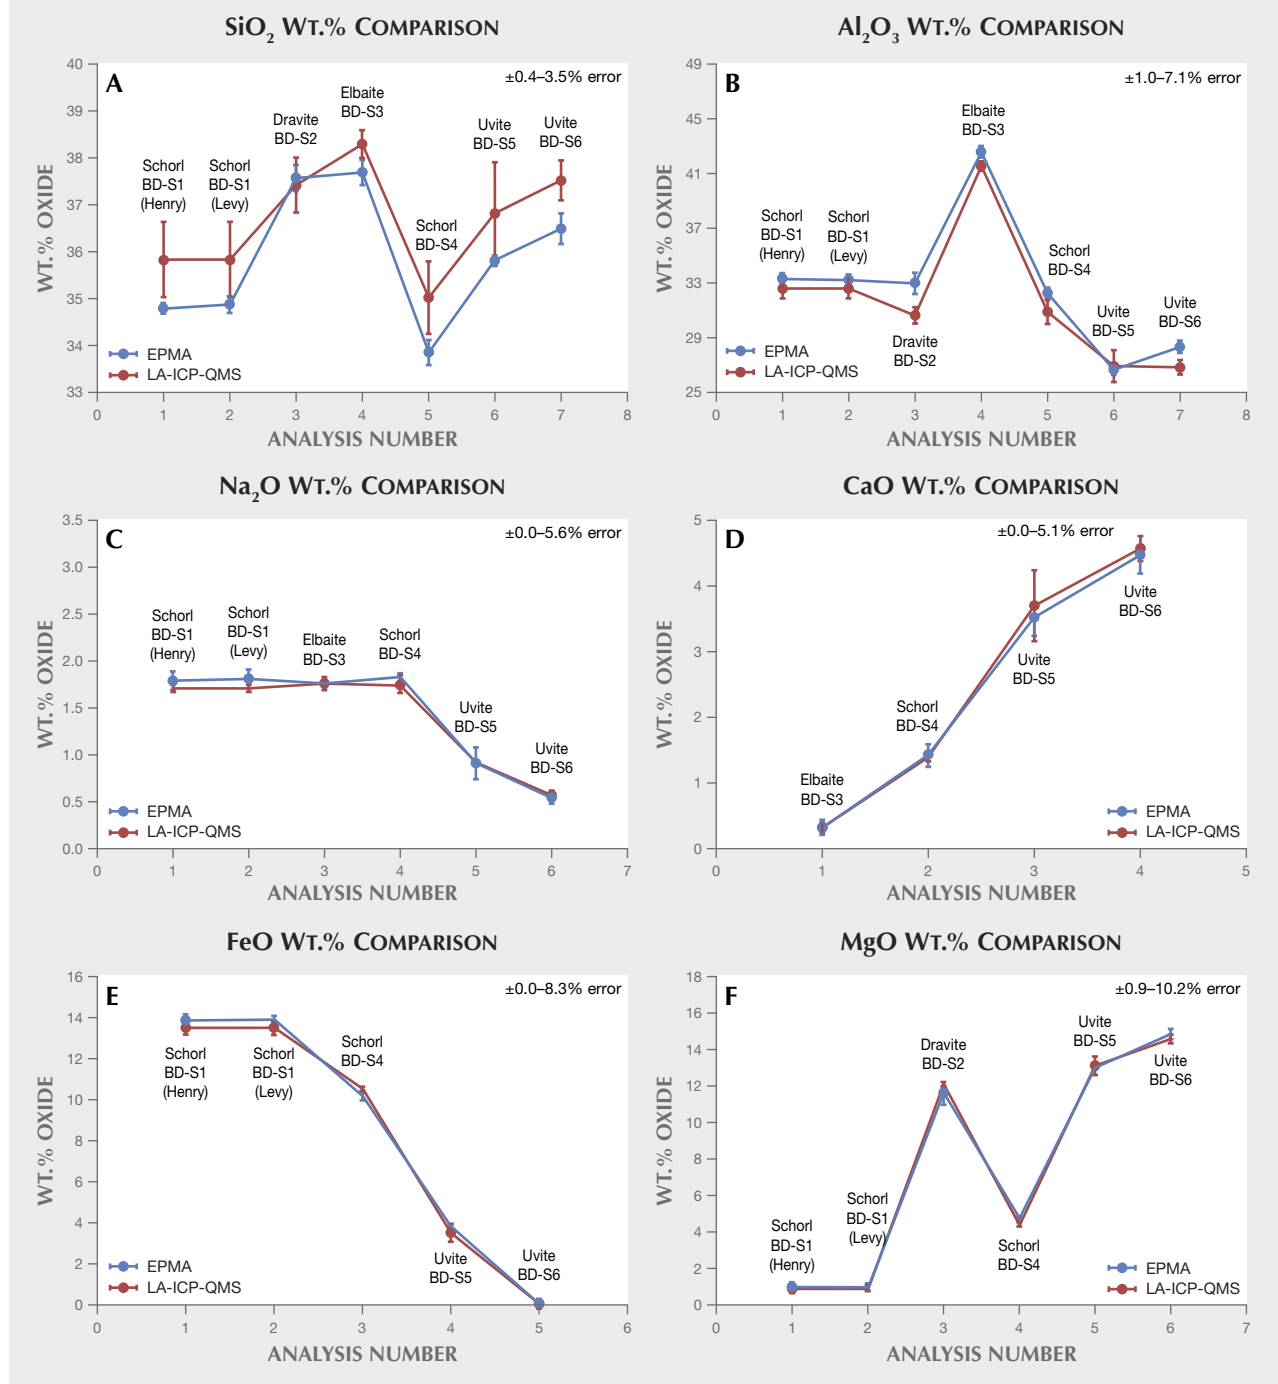 SiO2 WT.% COMPARISON
A
±0.4–3.5% error
WT.% OXIDE
40
39
38
37
36
35
34
33
Schorl
BD-S1
(Henry)
Schorl
BD-S1
(Levy)
Dravite
BD-S2
Elbaite
BD-S3
Schorl
BD-S4
Uvite
BD-S5
Uvite
BD-S6
EPMA
LA-ICP-QMS
0 1 2 3 4 5 6 7 8
ANALYSIS NUMBER
Al2O3 WT.% COMPARISON
B
±1.0–7.1% error
WT.% OXIDE
49
45
41
37
33
29
25
Schorl
BD-S1
(Henry)
Schorl
BD-S1
(Levy)
Dravite
BD-S2
Elbaite
BD-S3
Schorl
BD-S4
Uvite
BD-S5
Uvite
BD-S6
EPMA
LA-ICP-QMS
0 1 2 3 4 5 6 7 8
ANALYSIS NUMBER
Na2O WT.% COMPARISON
C
±0.0–5.6% error
WT.% OXIDE
3.5
3.0
2.5
2.0
1.5
1.0
0.5
0.0
Schorl
BD-S1
(Henry)
Schorl
BD-S1
(Levy)
Elbaite
BD-S3
Schorl
BD-S4
Uvite
BD-S5
Uvite
BD-S6
EPMA
LA-ICP-QMS
0 1 2 3 4 5 6 7
ANALYSIS NUMBER
CaO WT.% COMPARISON
D
±0.0–5.1% error
WT.% OXIDE
5
4
3
2
1
0
Elbaite
BD-S3
Schorl
BD-S4
Uvite
BD-S5
Uvite
BD-S6
EPMA
LA-ICP-QMS
0 1 2 3 4 5
ANALYSIS NUMBER
FeO WT.% COMPARISON
E
±0.0–8.3% error
WT.% OXIDE
16
14
12
10
8
6
4
2
0
Schorl
BD-S1
(Henry)
Schorl
BD-S1
(Levy)
Schorl
BD-S4
Uvite
BD-S5
Uvite
BD-S6
EPMA
LA-ICP-QMS
0 1 2 3 4 5 6
ANALYSIS NUMBER
MgO WT.% COMPARISON
F
±0.9–10.2% error
WT.% OXIDE
18
16
14
12
10
8
6
4
2
0
Schorl
BD-S1
(Henry)
Schorl
BD-S1
(Levy)
Dravite
BD-S2
Schorl
BD-S4
Uvite
BD-S5
Uvite
BD-S6
EPMA
LA-ICP-QMS
0 1 2 3 4 5 6 7
ANALYSIS NUMBER